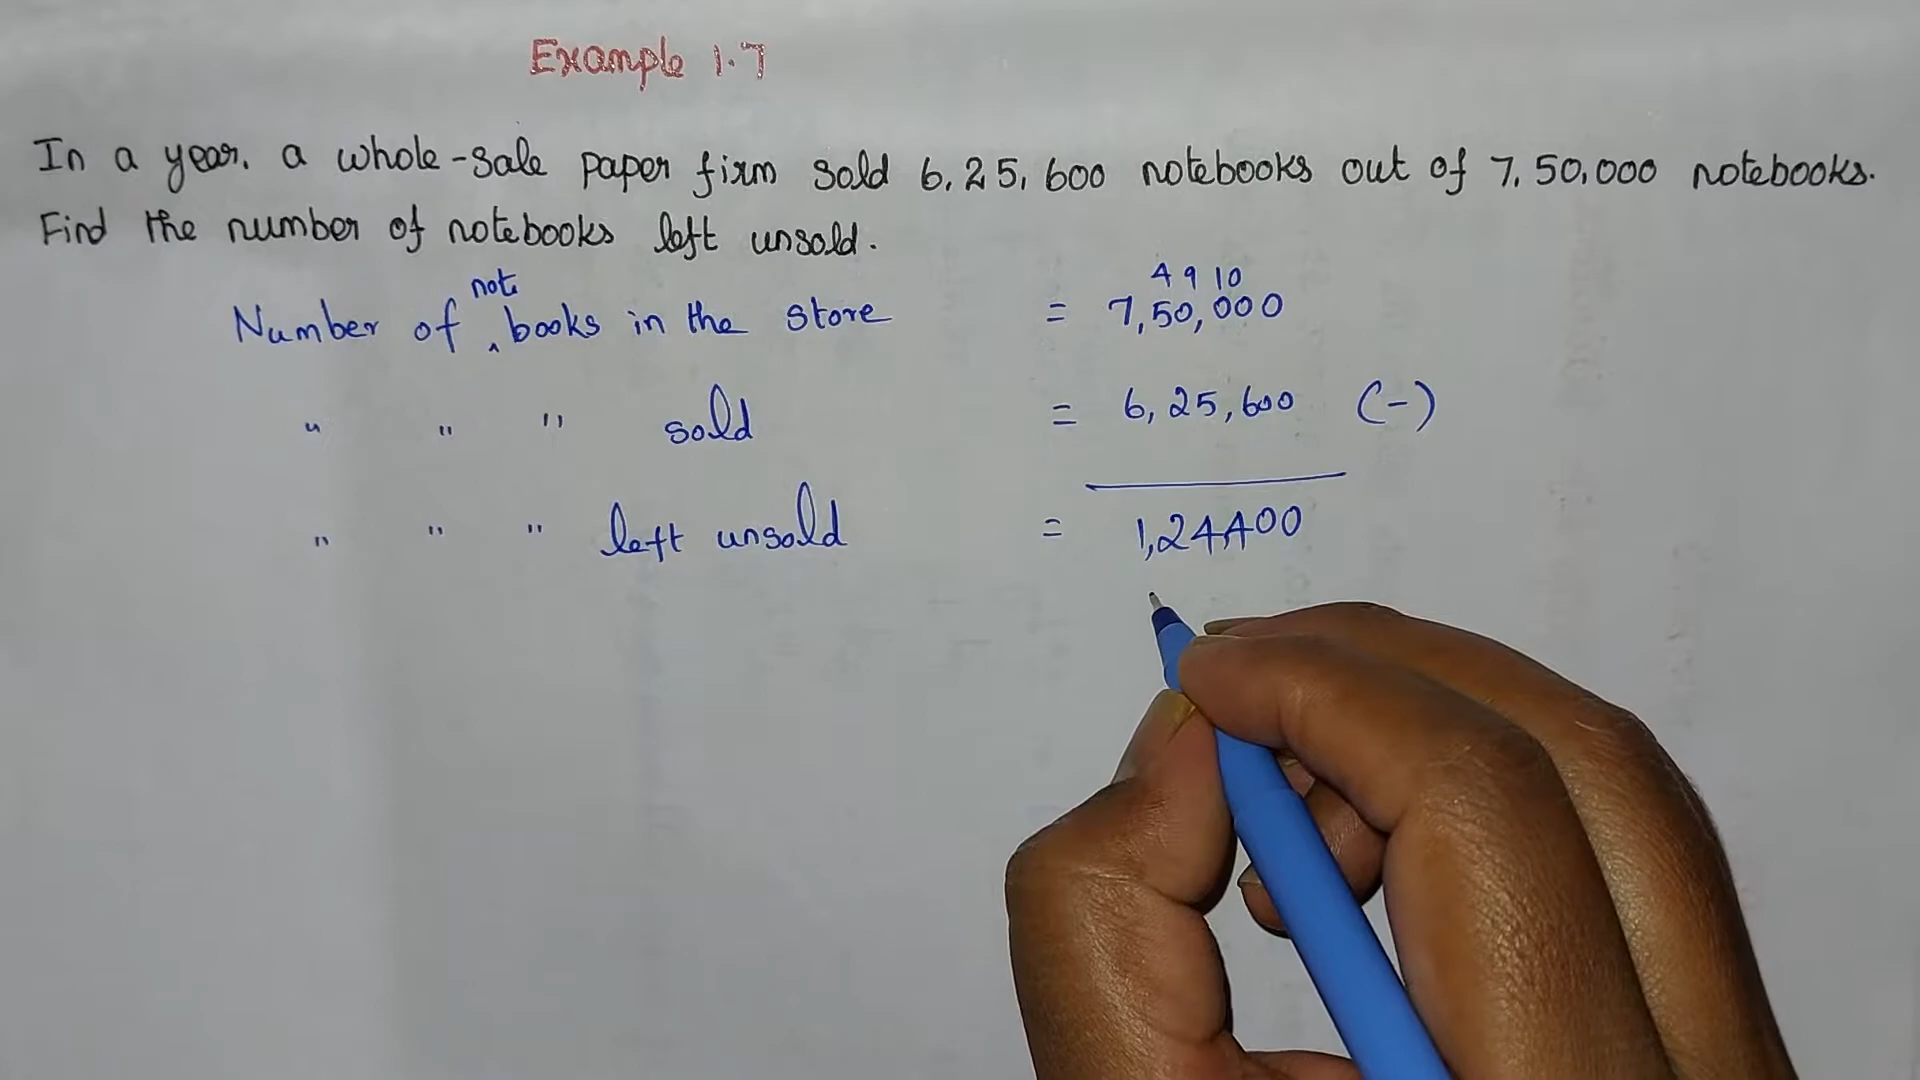 Example 1.7
In a year, a whole-sale paper firm sold 6,25,600 notebooks out of 7,50,000 notebooks.
Find the number of notebooks left unsold.
not 4 9 10
Number of ‸ books in the store = 7,50,000
" " " sold = 6,25,600 (-)
" " " left unsold = 1,24,400